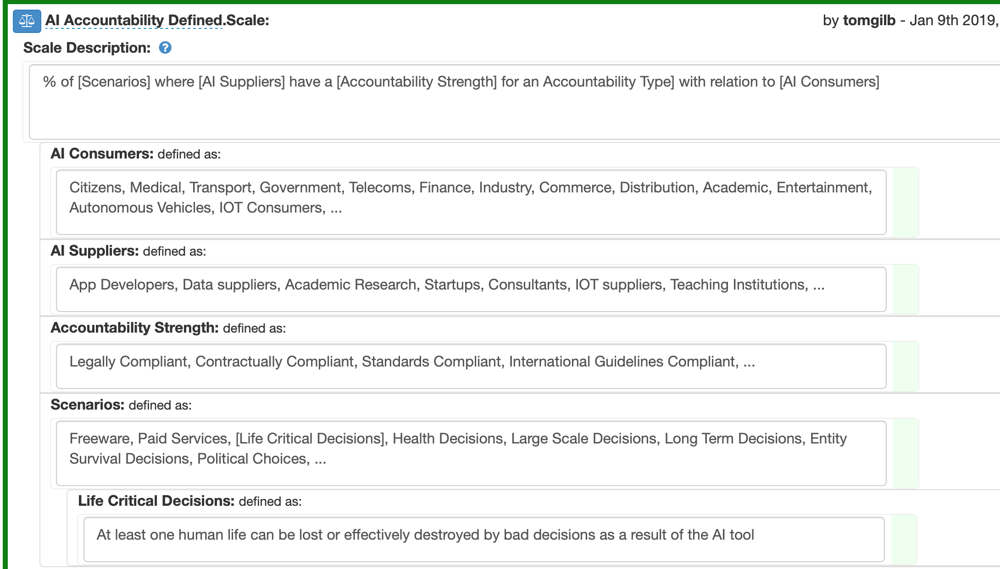 AI Accountability Defined.Scale:
by tomgilb - Jan 9th 2019,
Scale Description: ?
% of [Scenarios] where [AI Suppliers] have a [Accountability Strength] for an Accountability Type] with relation to [AI Consumers]
AI Consumers: defined as:
Citizens, Medical, Transport, Government, Telecoms, Finance, Industry, Commerce, Distribution, Academic, Entertainment,
Autonomous Vehicles, IOT Consumers, ...
AI Suppliers: defined as:
App Developers, Data suppliers, Academic Research, Startups, Consultants, IOT suppliers, Teaching Institutions, ...
Accountability Strength: defined as:
Legally Compliant, Contractually Compliant, Standards Compliant, International Guidelines Compliant, ...
Scenarios: defined as:
Freeware, Paid Services, [Life Critical Decisions], Health Decisions, Large Scale Decisions, Long Term Decisions, Entity
Survival Decisions, Political Choices, ...
Life Critical Decisions: defined as:
At least one human life can be lost or effectively destroyed by bad decisions as a result of the AI tool